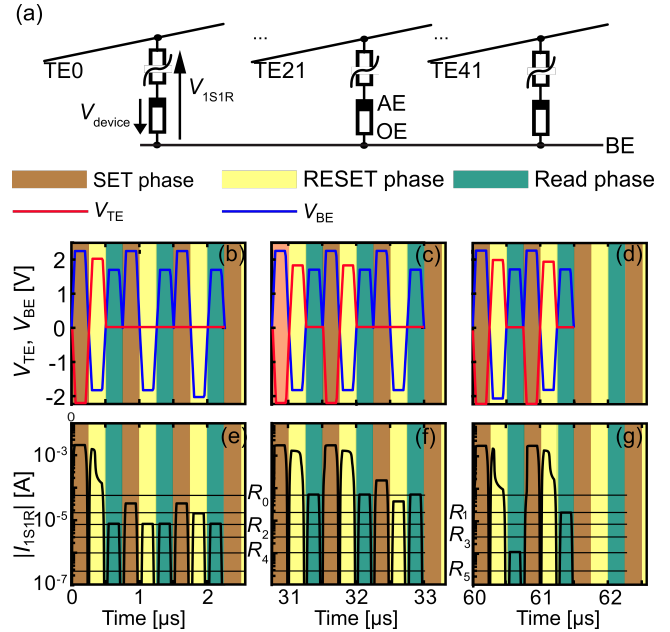 (a)
... ...
TE0 TE21 TE41
V1S1R
Vdevice
AE
OE
BE
SET phase RESET phase Read phase
VTE VBE
(b) (c) (d)
VTE, VBE [V]
2
1
0
-1
-2
0
(e) (f) (g)
|I1S1R| [A]
10-3
10-5
10-7
R0
R2
R4
R1
R3
R5
0 1 2 31 32 33 60 61 62
Time [µs] Time [µs] Time [µs]